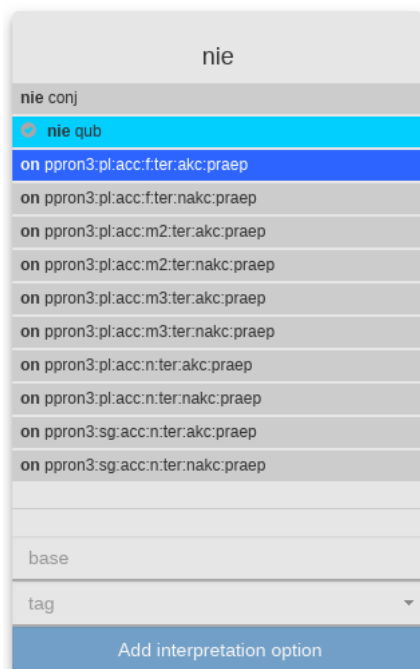 nie
nie conj
nie qub
on ppron3:pl:acc:f:ter:akc:praep
on ppron3:pl:acc:f:ter:nakc:praep
on ppron3:pl:acc:m2:ter:akc:praep
on ppron3:pl:acc:m2:ter:nakc:praep
on ppron3:pl:acc:m3:ter:akc:praep
on ppron3:pl:acc:m3:ter:nakc:praep
on ppron3:pl:acc:n:ter:akc:praep
on ppron3:pl:acc:n:ter:nakc:praep
on ppron3:sg:acc:n:ter:akc:praep
on ppron3:sg:acc:n:ter:nakc:praep
base
tag
Add interpretation option